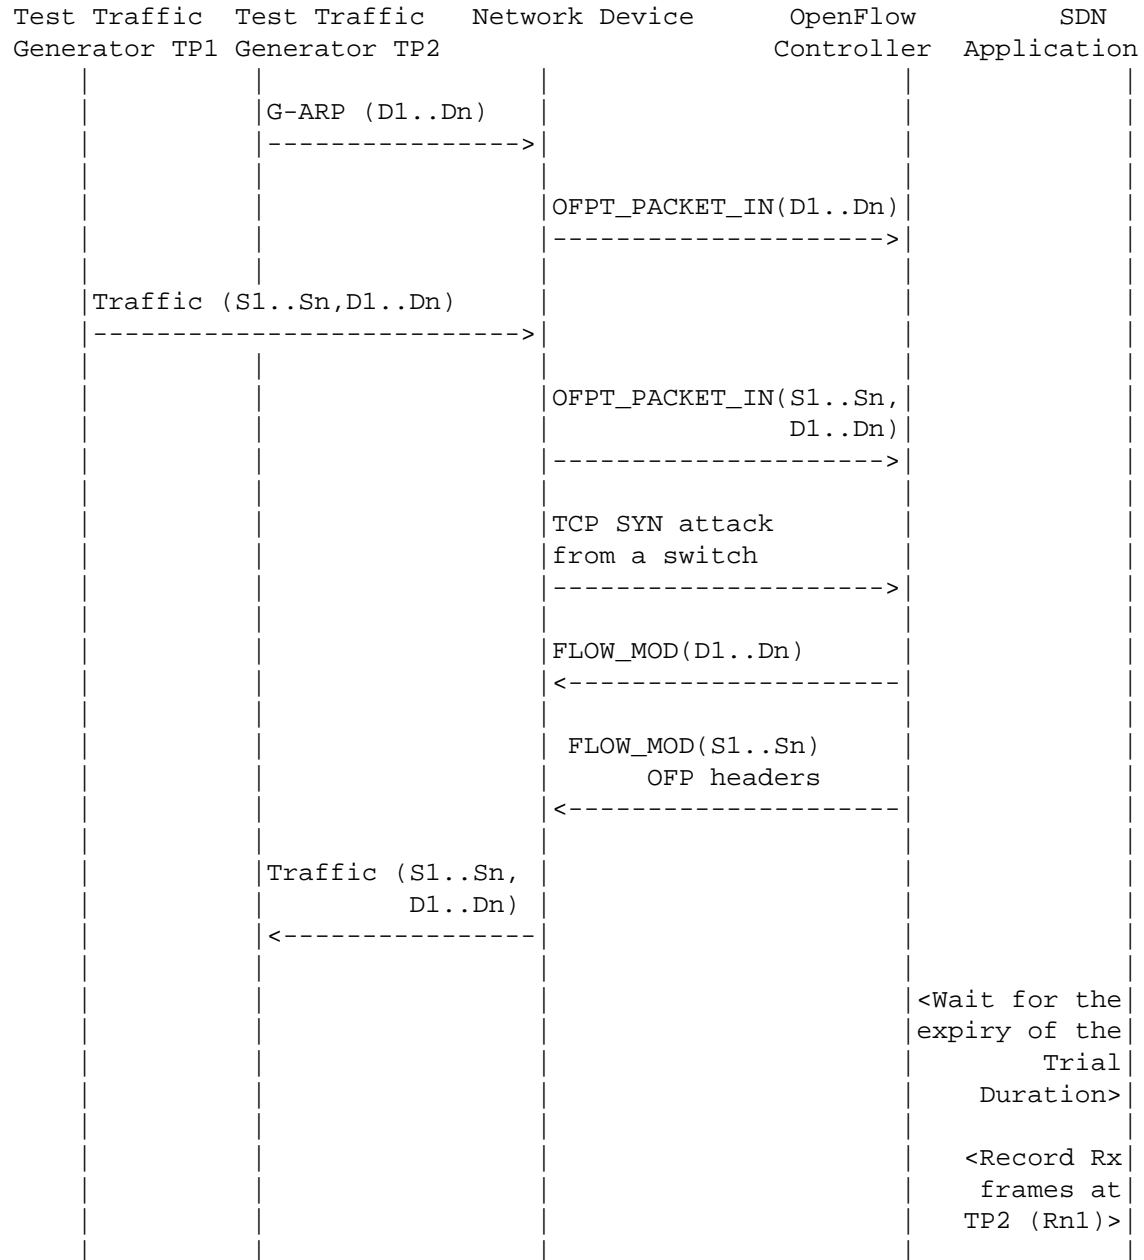 Test Traffic  Test Traffic   Network Device      OpenFlow         SDN
Generator TP1 Generator TP2                     Controller  Application
G-ARP (D1..Dn)
---------------->
OFPT_PACKET_IN(D1..Dn)
--------------------->
Traffic (S1..Sn,D1..Dn)
--------------------------->
OFPT_PACKET_IN(S1..Sn,
D1..Dn)
--------------------->
TCP SYN attack
from a switch
--------------------->
FLOW_MOD(D1..Dn)
<---------------------
FLOW_MOD(S1..Sn)
OFP headers
<---------------------
Traffic (S1..Sn,
D1..Dn)
<----------------
<Wait for the
expiry of the
Trial
Duration>
<Record Rx
frames at
TP2 (Rn1)>